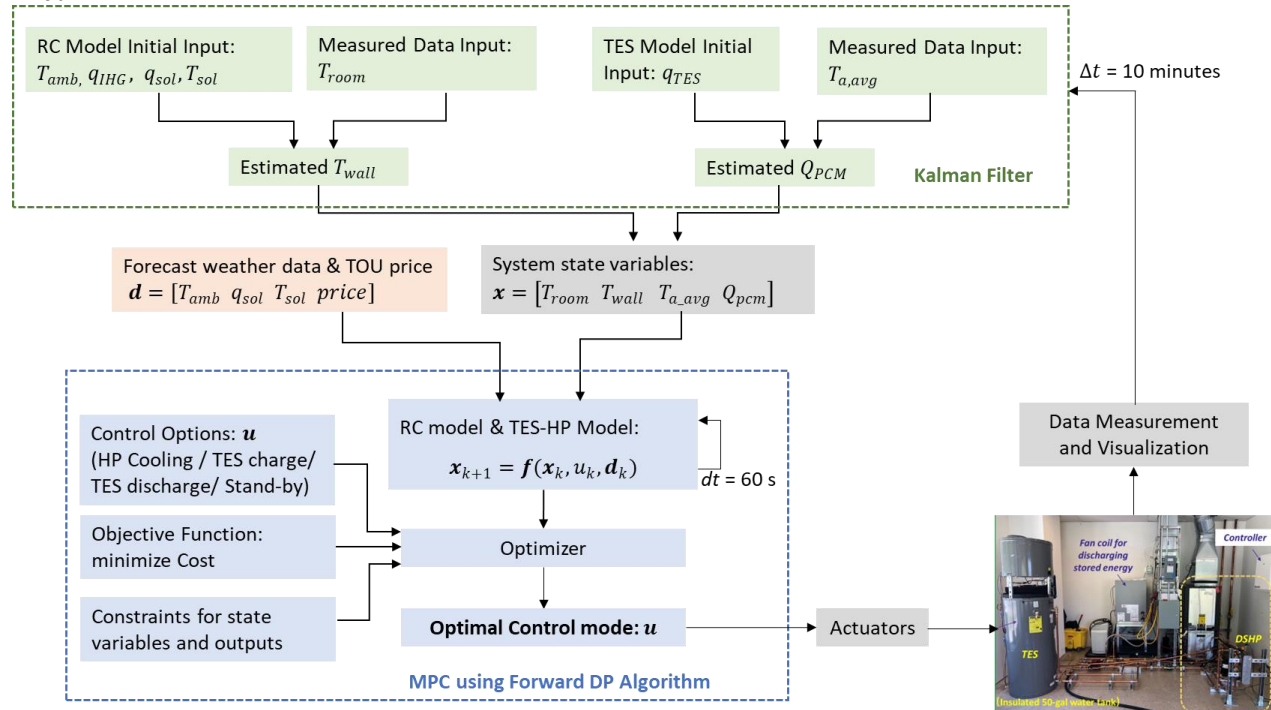 RC Model Initial Input:
T_amb, q_IHG, q_sol, T_sol
Measured Data Input:
T_room
TES Model Initial
Input: q_TES
Measured Data Input:
T_a,avg
Δt = 10 minutes
Estimated T_wall
Estimated Q_PCM
Kalman Filter
Forecast weather data & TOU price
d = [T_amb q_sol T_sol price]
System state variables:
x = [T_room T_wall T_a_avg Q_pcm]
Control Options: u
(HP Cooling / TES charge/
TES discharge/ Stand-by)
RC model & TES-HP Model:
x_k+1 = f(x_k, u_k, d_k)
dt = 60 s
Data Measurement
and Visualization
Objective Function:
minimize Cost
Optimizer
Constraints for state
variables and outputs
Optimal Control mode: u
Actuators
MPC using Forward DP Algorithm
Fan coil for
discharging
stored energy
Controller
TES
DSHP
(Insulated 50-gal water tank)